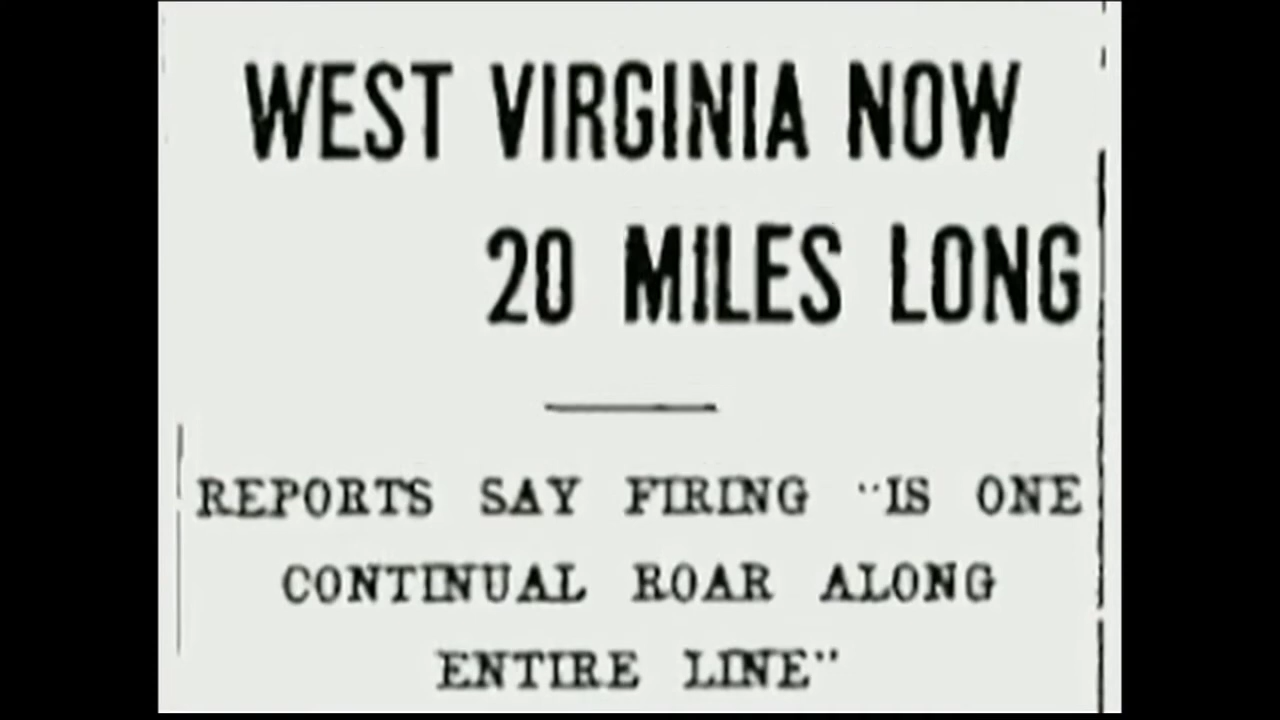 WEST VIRGINIA NOW
20 MILES LONG
REPORTS SAY FIRING "IS ONE
CONTINUAL ROAR ALONG
ENTIRE LINE"